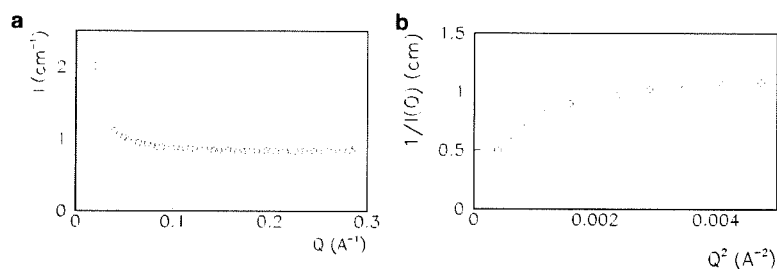 a
I (cm⁻¹)
2
1
0
0
0.1
0.2
0.3
Q (A⁻¹)
b
1/I(Q) (cm)
1.5
1
0.5
0
0
0.002
0.004
Q² (A⁻²)